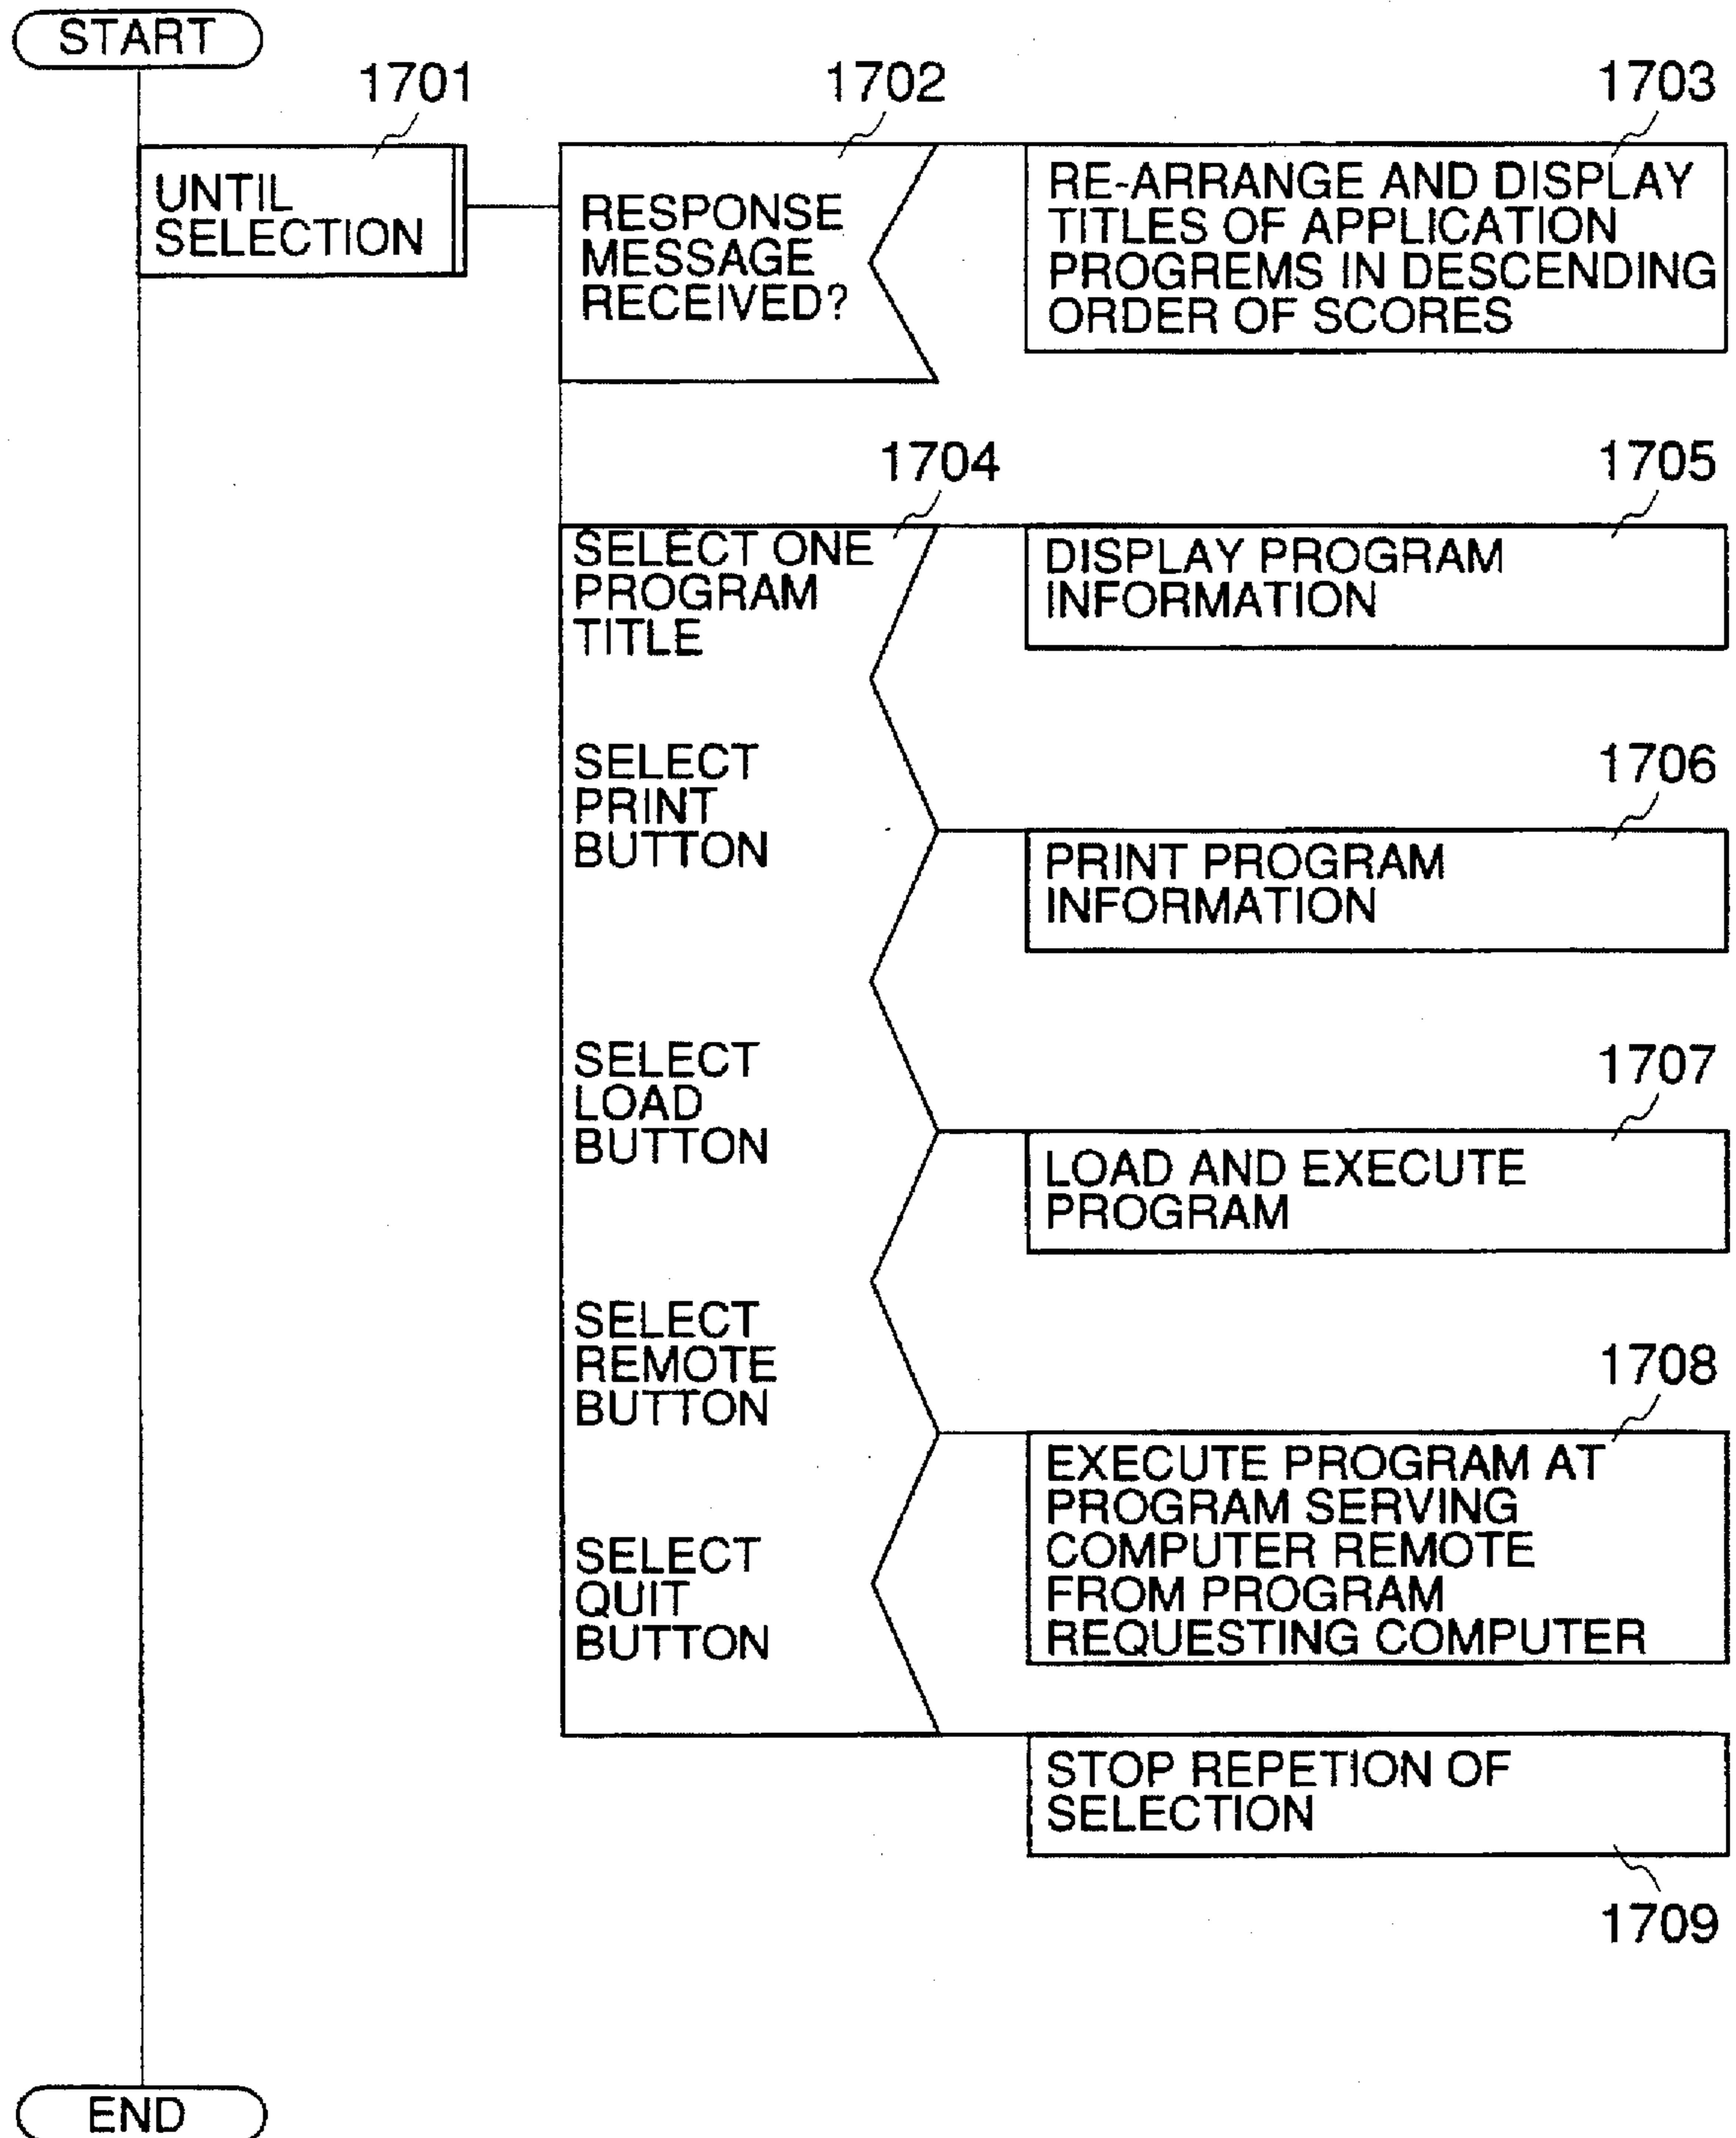 START
1701
1702
1703
UNTIL
SELECTION
RESPONSE
MESSAGE
RECEIVED?
RE-ARRANGE AND DISPLAY
TITLES OF APPLICATION
PROGREMS IN DESCENDING
ORDER OF SCORES
1704
1705
SELECT ONE
PROGRAM
TITLE
DISPLAY PROGRAM
INFORMATION
1706
SELECT
PRINT
BUTTON
PRINT PROGRAM
INFORMATION
1707
SELECT
LOAD
BUTTON
LOAD AND EXECUTE
PROGRAM
1708
SELECT
REMOTE
BUTTON
EXECUTE PROGRAM AT
PROGRAM SERVING
COMPUTER REMOTE
FROM PROGRAM
REQUESTING COMPUTER
SELECT
QUIT
BUTTON
STOP REPETION OF
SELECTION
1709
END